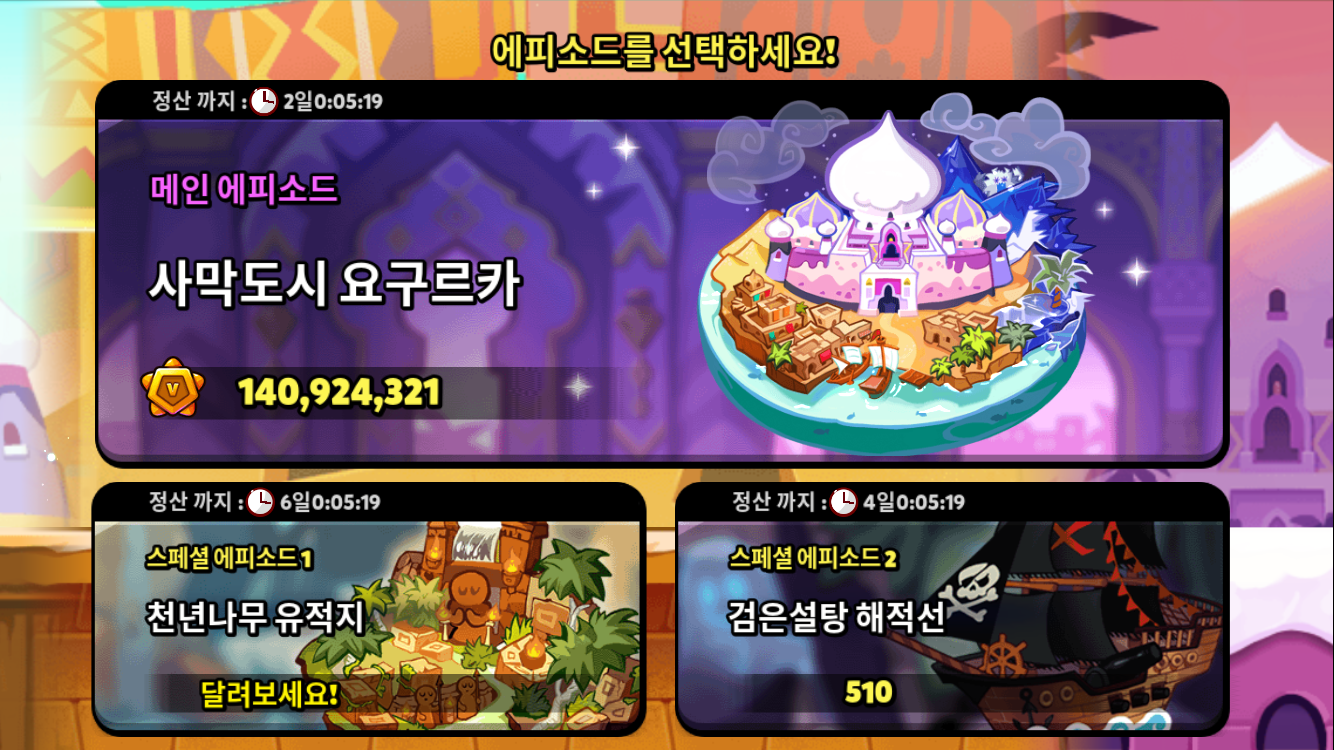 에피소드를 선택하세요!
정산 까지 : 2일0:05:19
메인 에피소드
사막도시 요구르카
V
140,924,321
정산 까지 : 6일0:05:19
스페셜 에피소드 1
천년나무 유적지
달려보세요!
정산 까지 : 4일0:05:19
스페셜 에피소드 2
검은설탕 해적선
510